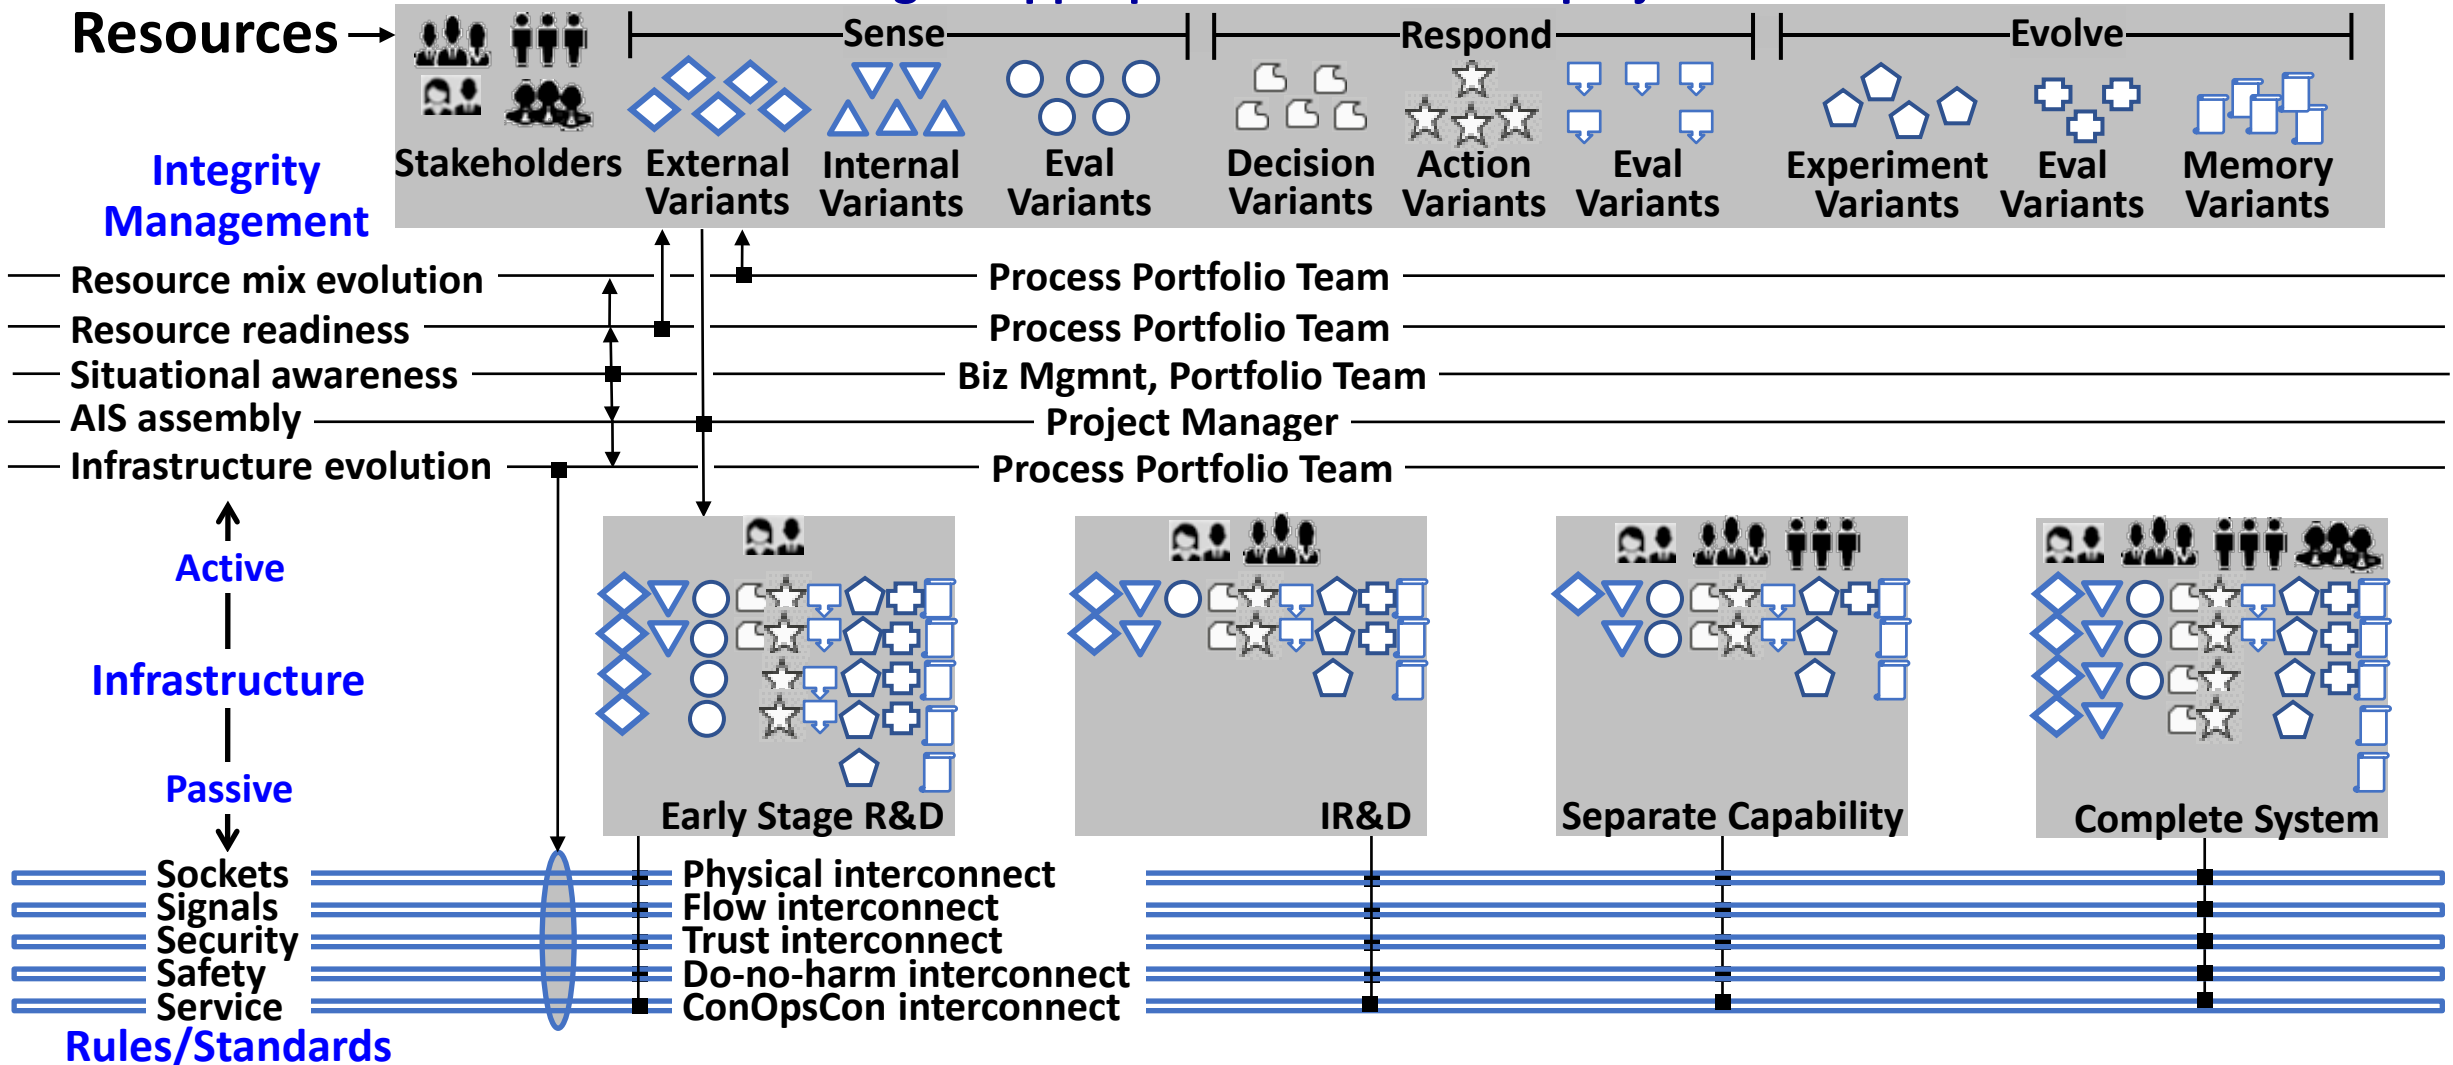 Resources
Sense
Respond
Evolve
Stakeholders
External
Variants
Internal
Variants
Eval
Variants
Decision
Variants
Action
Variants
Eval
Variants
Experiment
Variants
Eval
Variants
Memory
Variants
Integrity
Management
Resource mix evolution
Process Portfolio Team
Resource readiness
Process Portfolio Team
Situational awareness
Biz Mgmnt, Portfolio Team
AIS assembly
Project Manager
Infrastructure evolution
Process Portfolio Team
Active
Infrastructure
Passive
Early Stage R&D
IR&D
Separate Capability
Complete System
Sockets
Physical interconnect
Signals
Flow interconnect
Security
Trust interconnect
Safety
Do-no-harm interconnect
Service
ConOpsCon interconnect
Rules/Standards